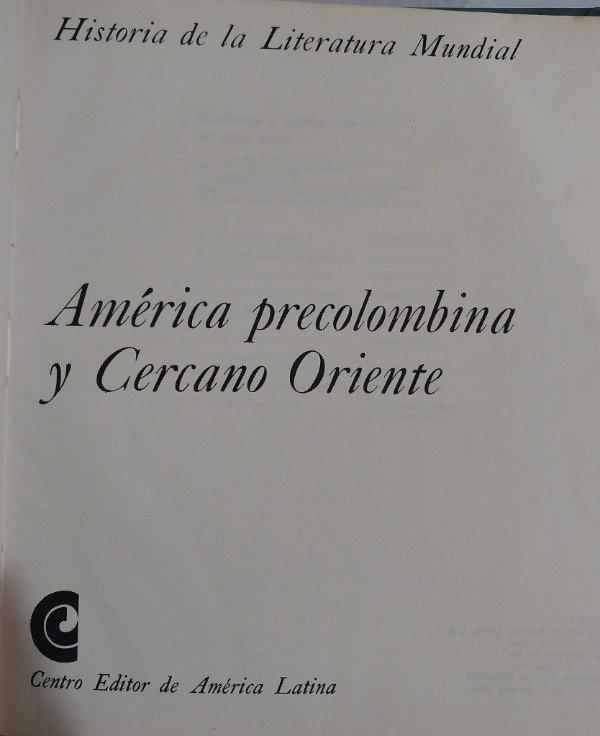 Historia de la Literatura Mundial
América precolombina
y Cercano Oriente
Centro Editor de América Latina